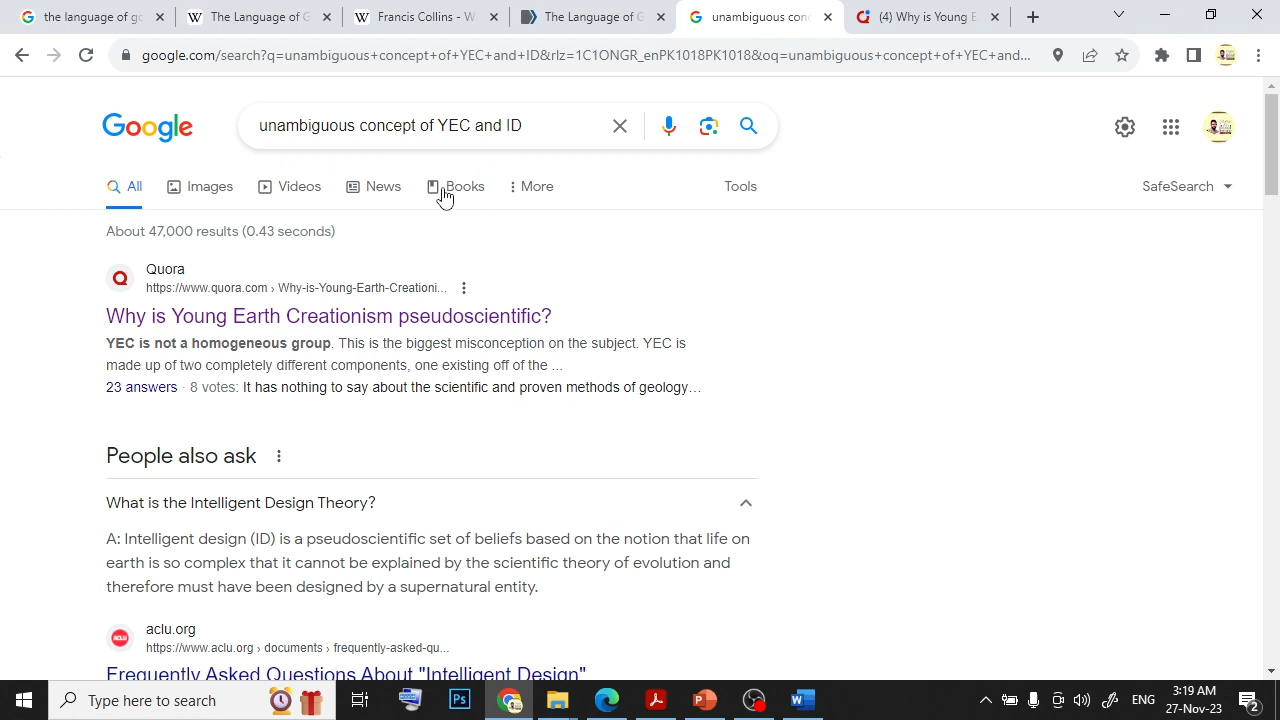 the language of go
The Language of G
Francis Collins - W
The Language of G
unambiguous con
(4) Why is Young E
google.com/search?q=unambiguous+concept+of+YEC+and+ID&rlz=1C1ONGR_enPK1018PK1018&oq=unambiguous+concept+of+YEC+and...
Google
unambiguous concept of YEC and ID
All
Images
Videos
News
Books
More
Tools
SafeSearch
About 47,000 results (0.43 seconds)
Quora
https://www.quora.com › Why-is-Young-Earth-Creationi...
Why is Young Earth Creationism pseudoscientific?
YEC is not a homogeneous group. This is the biggest misconception on the subject. YEC is
made up of two completely different components, one existing off of the ...
23 answers · 8 votes: It has nothing to say about the scientific and proven methods of geology...
People also ask
What is the Intelligent Design Theory?
A: Intelligent design (ID) is a pseudoscientific set of beliefs based on the notion that life on
earth is so complex that it cannot be explained by the scientific theory of evolution and
therefore must have been designed by a supernatural entity.
ACLU
aclu.org
https://www.aclu.org › documents › frequently-asked-qu...
Frequently Asked Questions About "Intelligent Design"
Type here to search
Ps
ENG
3:19 AM
27-Nov-23
2